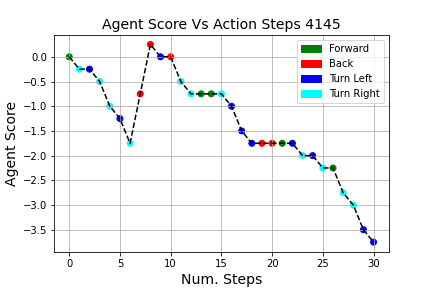 Agent Score Vs Action Steps 4145
Forward
Back
Turn Left
Turn Right
0.0
−0.5
−1.0
−1.5
−2.0
−2.5
−3.0
−3.5
Agent Score
0 5 10 15 20 25 30
Num. Steps